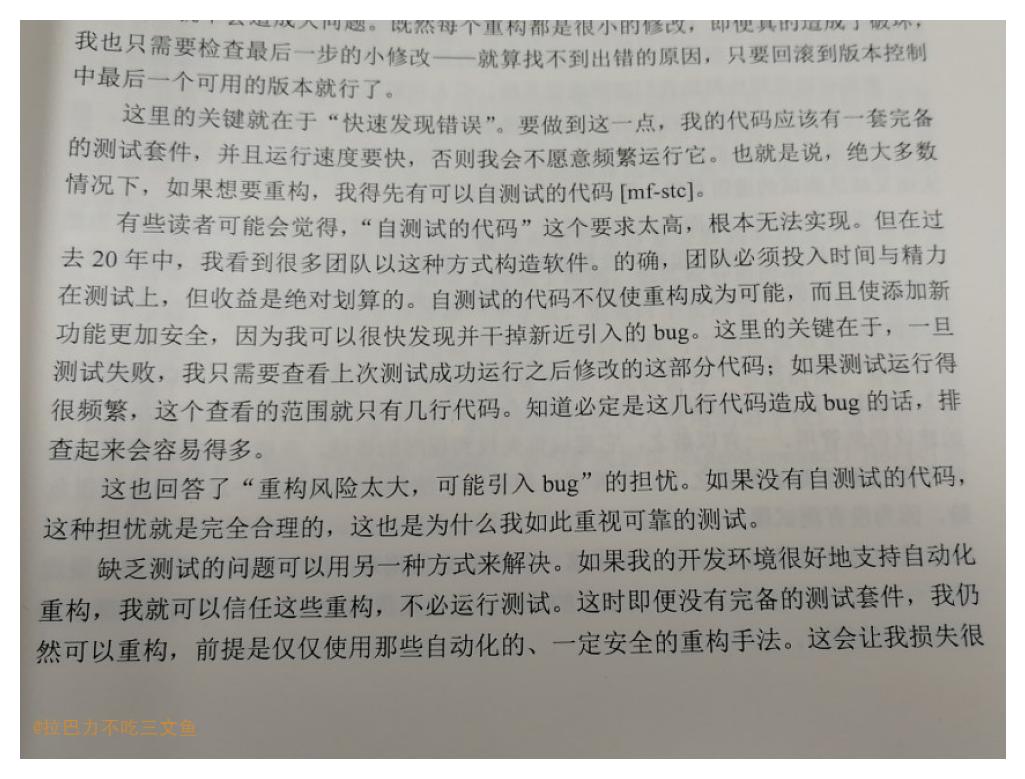 成大问题。既然每个重构都是很小的修改，即使真的造成了破坏，
我也只需要检查最后一步的小修改——就算找不到出错的原因，只要回滚到版本控制
中最后一个可用的版本就行了。
这里的关键就在于“快速发现错误”。要做到这一点，我的代码应该有一套完备
的测试套件，并且运行速度要快，否则我会不愿意频繁运行它。也就是说，绝大多数
情况下，如果想要重构，我得先有可以自测试的代码 [mf-stc]。
有些读者可能会觉得，“自测试的代码”这个要求太高，根本无法实现。但在过
去 20 年中，我看到很多团队以这种方式构造软件。的确，团队必须投入时间与精力
在测试上，但收益是绝对划算的。自测试的代码不仅使重构成为可能，而且使添加新
功能更加安全，因为我可以很快发现并干掉新近引入的 bug。这里的关键在于，一旦
测试失败，我只需要查看上次测试成功运行之后修改的这部分代码；如果测试运行得
很频繁，这个查看的范围就只有几行代码。知道必定是这几行代码造成 bug 的话，排
查起来会容易得多。
这也回答了“重构风险太大，可能引入 bug”的担忧。如果没有自测试的代码，
这种担忧就是完全合理的，这也是为什么我如此重视可靠的测试。
缺乏测试的问题可以用另一种方式来解决。如果我的开发环境很好地支持自动化
重构，我就可以信任这些重构，不必运行测试。这时即便没有完备的测试套件，我仍
然可以重构，前提是仅仅使用那些自动化的、一定安全的重构手法。这会让我损失很
@拉巴力不吃三文鱼